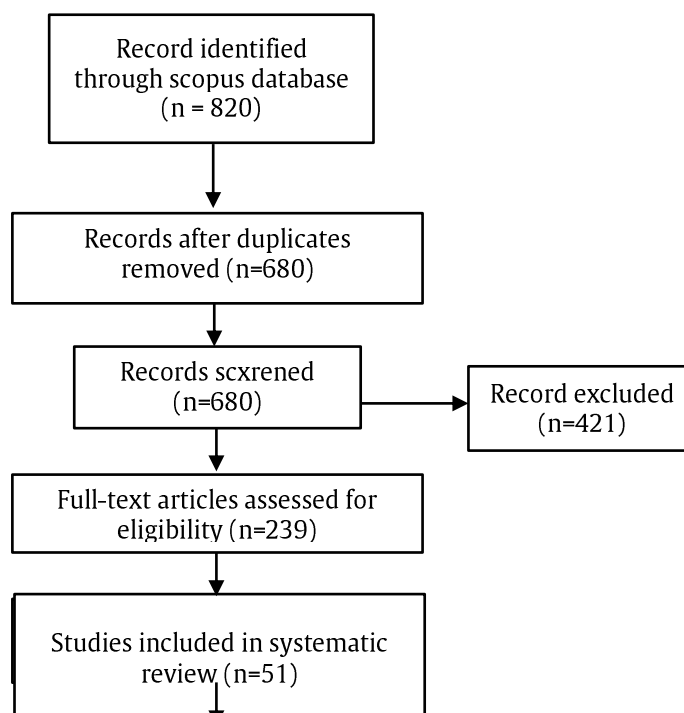 Record identified
through scopus database
(n = 820)
Records after duplicates
removed (n=680)
Records scxrened
(n=680)
Record excluded
(n=421)
Full-text articles assessed for
eligibility (n=239)
Studies included in systematic
review (n=51)